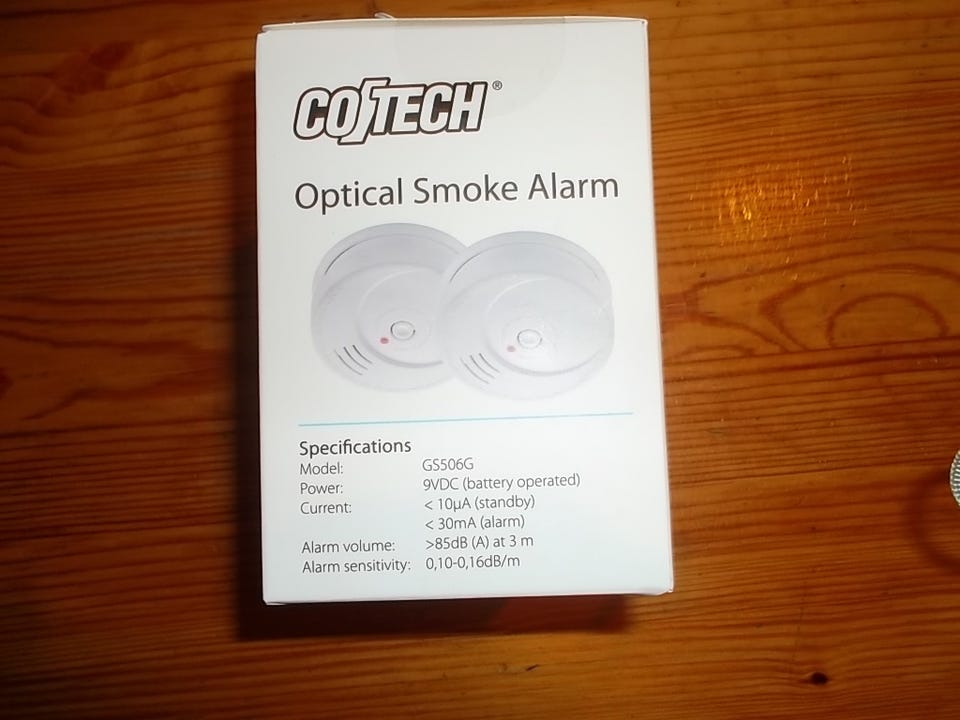 COTECH®
Optical Smoke Alarm
Specifications
Model: GS506G
Power: 9VDC (battery operated)
Current: < 10µA (standby)
< 30mA (alarm)
Alarm volume: >85dB (A) at 3 m
Alarm sensitivity: 0,10-0,16dB/m